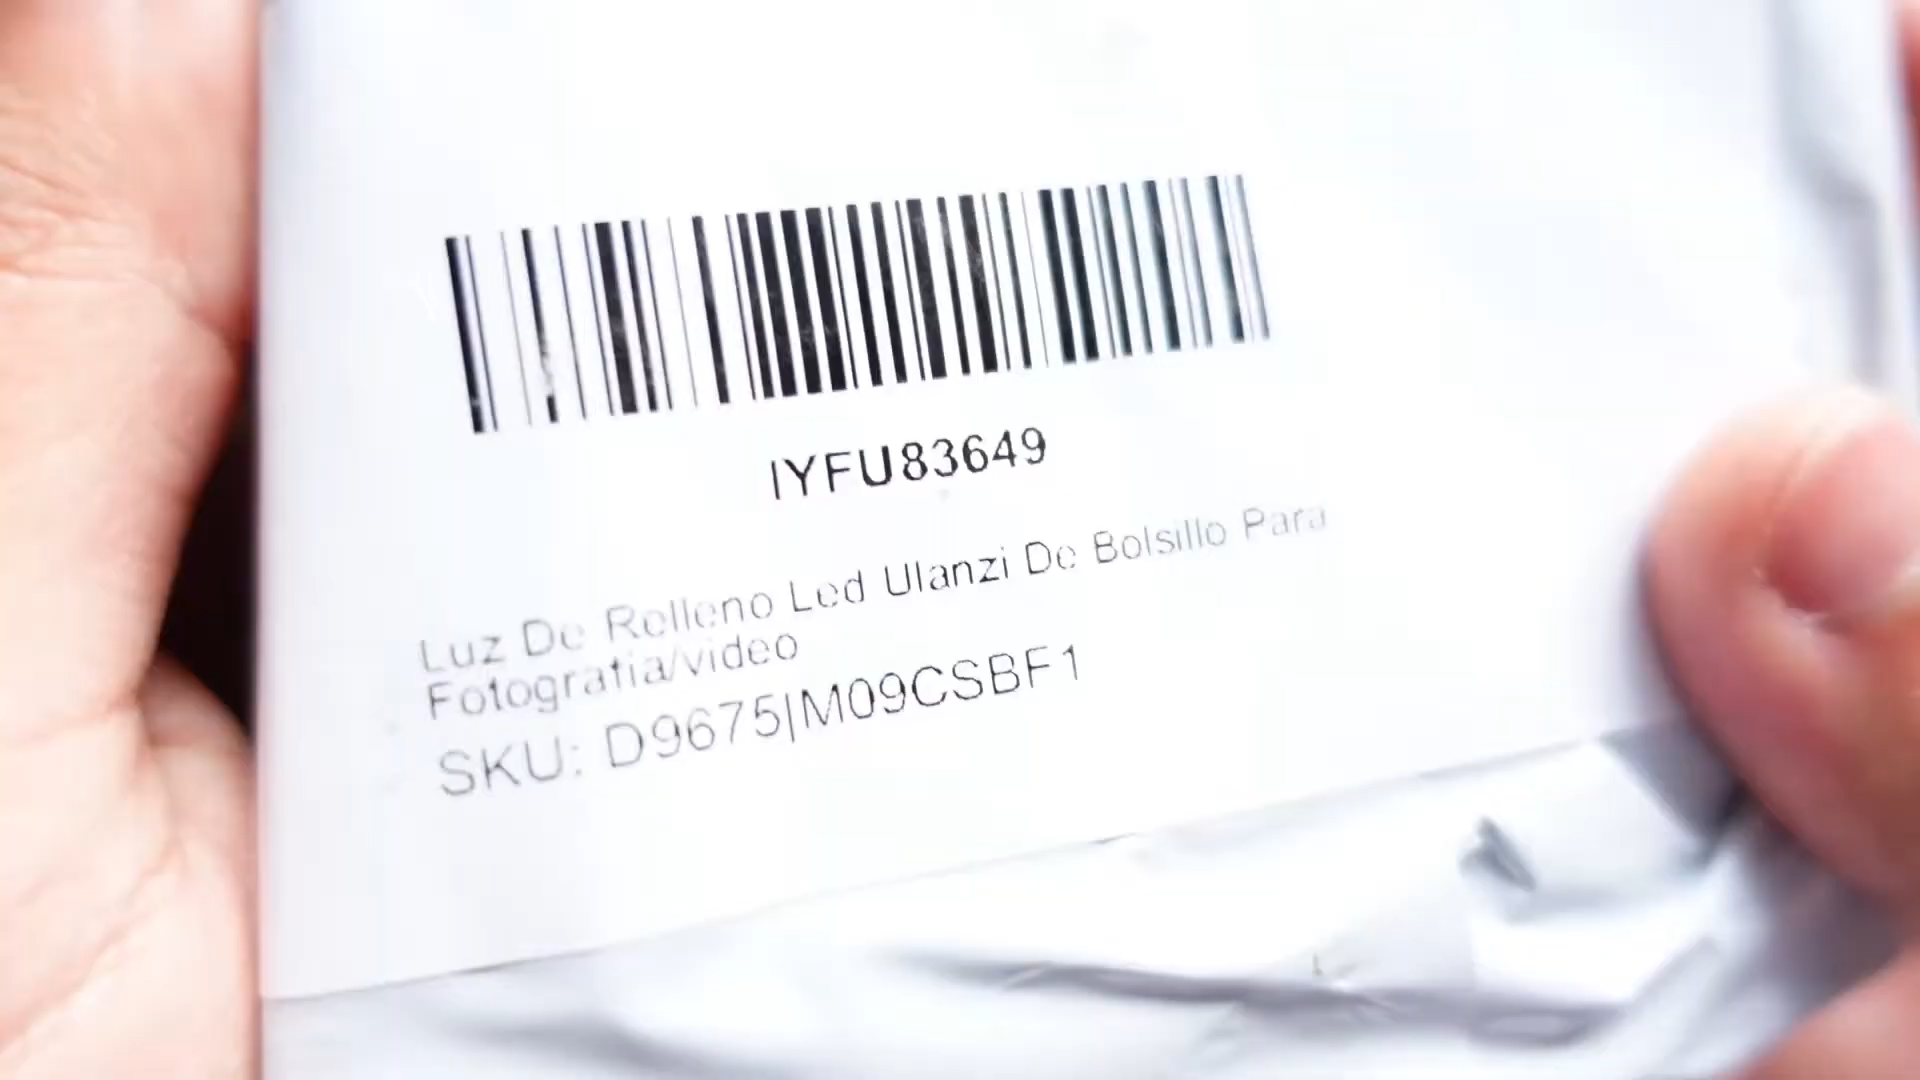 IYFU83649
Luz De Relleno Led Ulanzi De Bolsillo Para
Fotografia/video
SKU: D9675|M09CSBF1